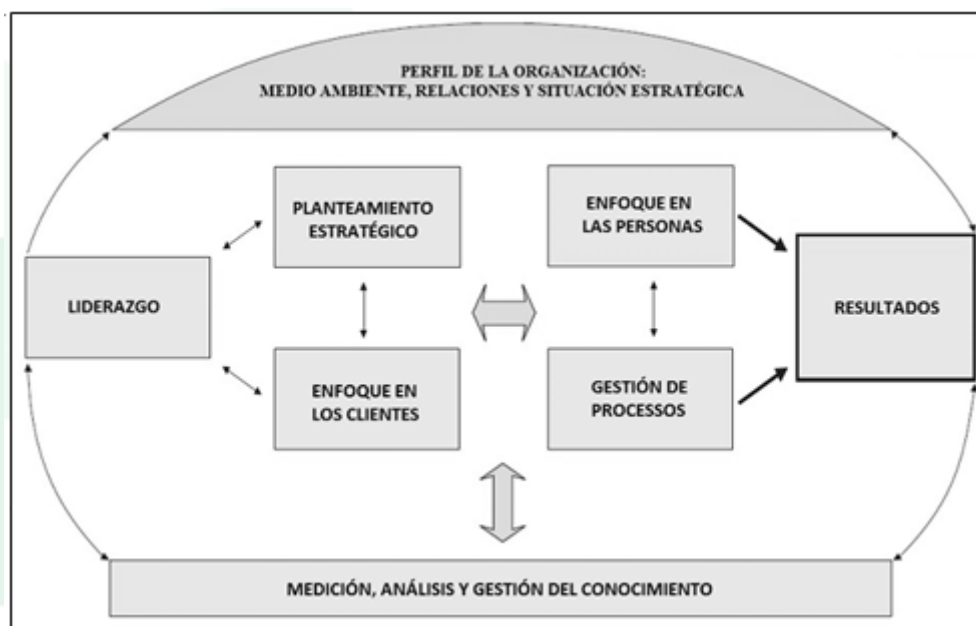 PERFIL DE LA ORGANIZACIÓN:
MEDIO AMBIENTE, RELACIONES Y SITUACIÓN ESTRATÉGICA
PLANTEAMIENTO
ESTRATÉGICO
ENFOQUE EN
LAS PERSONAS
LIDERAZGO
RESULTADOS
ENFOQUE EN
LOS CLIENTES
GESTIÓN DE
PROCESSOS
MEDICIÓN, ANÁLISIS Y GESTIÓN DEL CONOCIMIENTO